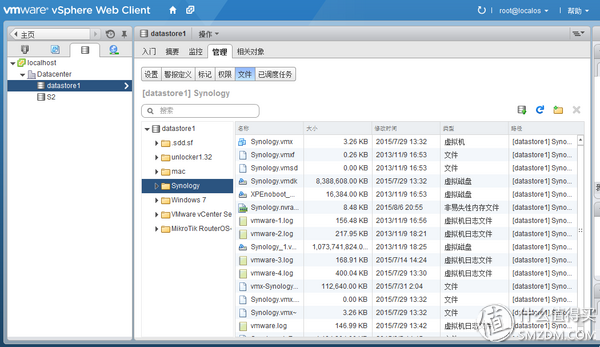 vmware® vSphere Web Client
root@localos
帮助
主页
localhost
Datacenter
datastore1
S2
datastore1
操作
入门 摘要 监控 管理 相关对象
设置 警报定义 标记 权限 文件 已调度任务
[datastore1] Synology
搜索
datastore1
.sdd.sf
unlocker1.32
mac
Synology
Windows 7
VMware vCenter Se
MikroTik RouterOS-
名称 大小 修改时间 类型 路径
Synology.vmx 3.26 KB 2015/7/29 13:32 虚拟机 [datastore1] Syno...
Synology.vmxf 0.26 KB 2013/11/9 16:53 文件 [datastore1] Syno...
Synology.vmsd 0.00 KB 2013/11/9 16:53 文件 [datastore1] Syno...
Synology.vmdk 8,388,608.00 KB 2015/7/29 13:32 虚拟磁盘 [datastore1] Syno...
XPEnoboot_... 16,384.00 KB 2013/11/9 16:53 虚拟磁盘 [datastore1] Syno...
Synology.nvra... 8.48 KB 2015/8/6 20:55 非易失性内存文件 [datastore1] Syno...
vmware-1.log 156.48 KB 2013/11/9 16:56 虚拟机日志文件 [datastore1] Syno...
vmware-2.log 217.95 KB 2013/11/9 18:21 虚拟机日志文件 [datastore1] Syno...
Synology_1.v... 1,073,741,824.0... 2013/11/9 18:25 虚拟磁盘 [datastore1] Syno...
vmware-3.log 168.91 KB 2015/7/14 14:24 虚拟机日志文件 [datastore1] Syno...
vmware-4.log 400.04 KB 2015/7/29 13:30 虚拟机日志文件 [datastore1] Syno...
vmx-Synology... 112,640.00 KB 2015/7/31 2:04 文件 [datastore1] Syno...
Synology.vmx.... 0.00 KB 2015/7/29 13:32 文件 [datastore1] Syno...
Synology.vmx~ 3.26 KB 2015/7/29 13:32 文件
vmware.log 146.99 KB 2015/7/29 13:42 虚拟机日志文件
值 什么值得买
SMZDM.COM